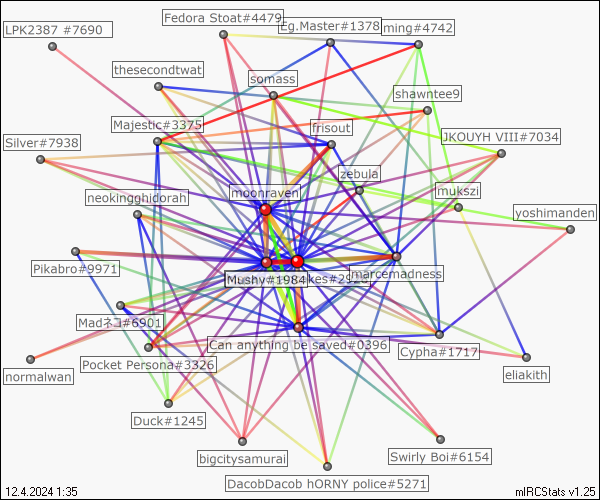 Fedora Stoat#4479
Eg.Master#1378
ming#4742
LPK2387 #7690
thesecondtwat
somass
shawntee9
Majestic#3375
frisout
JKOUYH VIII#7034
Silver#7938
zebula
moonraven
mukszi
neokingghidorah
yoshimanden
Pikabro#9971
Mushy#1984
marcemadness
Madネコ#6901
Can anything be saved#0396
Cypha#1717
Pocket Persona#3326
eliakith
normalwan
Duck#1245
bigcitysamurai
Swirly Boi#6154
DacobDacob hORNY police#5271
12.4.2024 1:35
mIRCStats v1.25